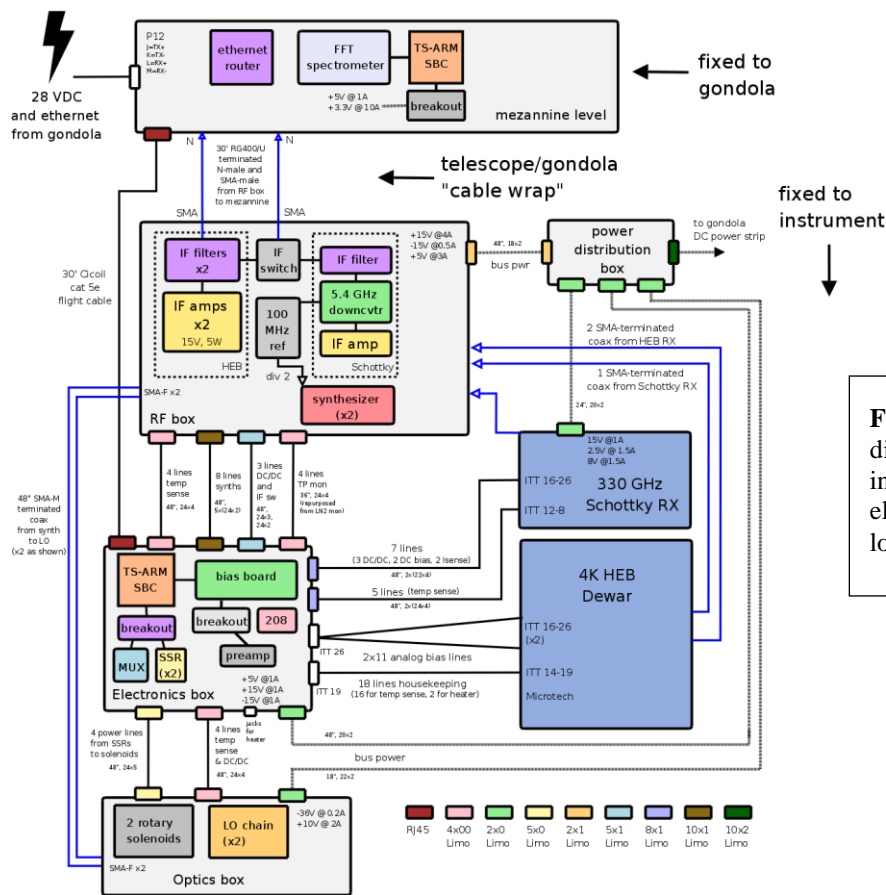 P12
J=TX+
K=TX-
L=RX+
M=RX-
ethernet
router
FFT
spectrometer
TS-ARM
SBC
+5V @ 1A
+3.3V @ 10A
breakout
mezannine level
28 VDC
and ethernet
from gondola
fixed to
gondola
N
N
30' RG400/U
terminated
N-male and
SMA-male
from RF box
to mezannine
SMA
SMA
telescope/gondola
"cable wrap"
fixed to
instrument
30' Cicoil
cat 5e
flight cable
IF filters
x2
IF
switch
IF filter
+15V @4A
-15V @0.5A
+5V @3A
IF amps
x2
15V, 5W
HEB
100
MHz
ref
5.4 GHz
downcvtr
IF amp
Schottky
div 2
synthesizer
(x2)
SMA-F x2
RF box
48", 18x2
bus pwr
power
distribution
box
to gondola
DC power strip
2 SMA-terminated
coax from HEB RX
1 SMA-terminated
coax from Schottky RX
24", 20x2
15V @1A
2.5V @ 1.5A
8V @1.5A
ITT 16-26
330 GHz
Schottky RX
ITT 12-8
48" SMA-M
terminated
coax
from synth
to LO
(x2 as shown)
4 lines
temp
sense
48", 24x4
8 lines
synths
48",
5x(24x2)
3 lines
DC/DC
and
IF sw
48",
24x3,
24x2
4 lines
TP mon
36", 24x4
(repurposed
from LN2 mon)
TS-ARM
SBC
bias board
breakout
breakout
208
MUX
SSR
(x2)
preamp
Electronics box
+5V @1A
+15V @1A
-15V @1A
7 lines
(3 DC/DC, 2 DC bias, 2 Isense)
48", 2x(22x4)
5 lines (temp sense)
48", 2x(24x4)
ITT 26
2x11 analog bias lines
ITT 19
18 lines housekeeping
(16 for temp sense, 2 for heater)
4K HEB
Dewar
ITT 16-26
(x2)
ITT 14-19
Microtech
4 power lines
from SSRs
to solenoids
48", 24x5
4 lines
temp
sense
& DC/DC
48", 24x4
jacks
for
heater
48", 20x2
bus power
18", 22x2
2 rotary
solenoids
LO chain
(x2)
-36V @ 0.2A
+10V @ 2A
SMA-F x2
Optics box
RJ45
4x00
Limo
2x0
Limo
5x0
Limo
2x1
Limo
5x1
Limo
8x1
Limo
10x1
Limo
10x2
Limo
F
di
in
el
lo